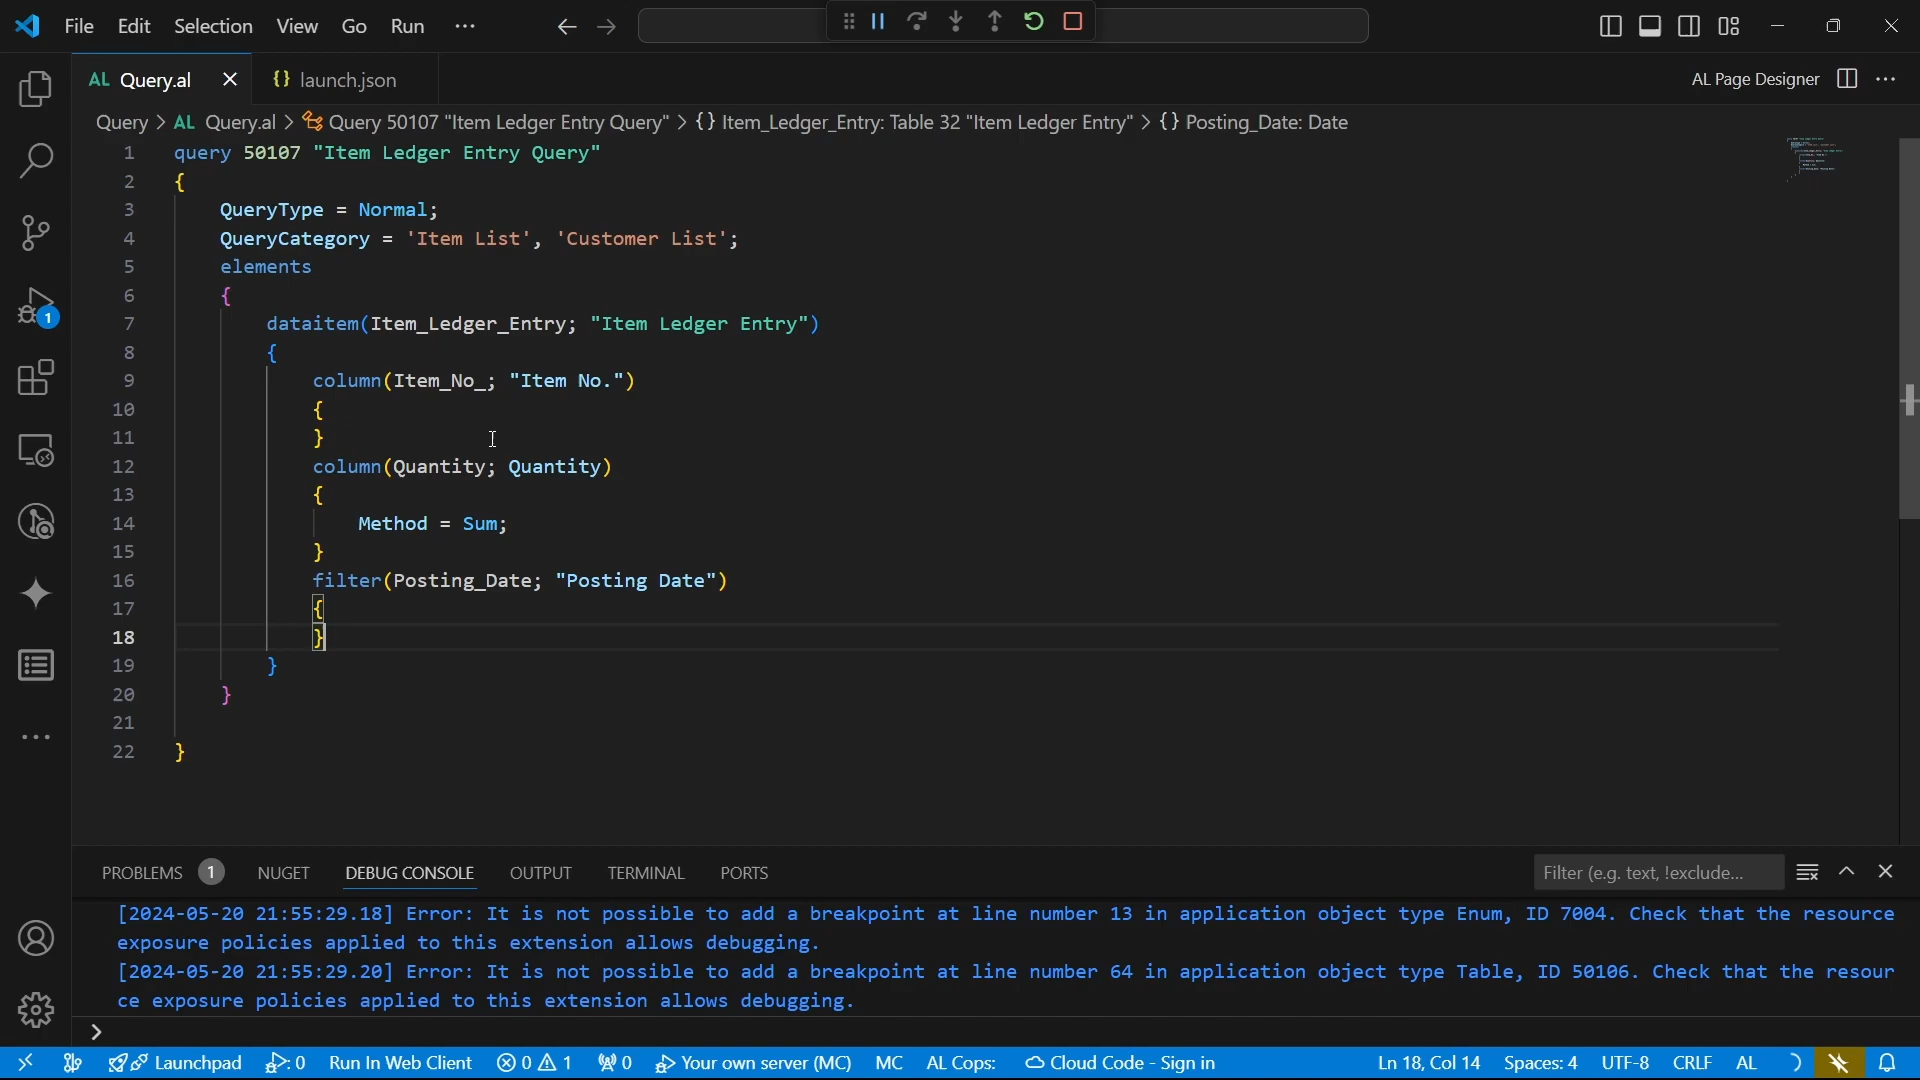 File Edit Selection View Go Run ...
AL Query.al {} launch.json AL Page Designer
Query > AL Query.al > Query 50107 "Item Ledger Entry Query" > {} Item_Ledger_Entry: Table 32 "Item Ledger Entry" > {} Posting_Date: Date
1 query 50107 "Item Ledger Entry Query"
2 {
3 QueryType = Normal;
4 QueryCategory = 'Item List', 'Customer List';
5 elements
6 {
7 dataitem(Item_Ledger_Entry; "Item Ledger Entry")
8 {
9 column(Item_No_; "Item No.")
10 {
11 }
12 column(Quantity; Quantity)
13 {
14 Method = Sum;
15 }
16 filter(Posting_Date; "Posting Date")
17 {
18 }
19 }
20 }
21
22 }
1
PROBLEMS 1 NUGET DEBUG CONSOLE OUTPUT TERMINAL PORTS Filter (e.g. text, !exclude...
[2024-05-20 21:55:29.18] Error: It is not possible to add a breakpoint at line number 13 in application object type Enum, ID 7004. Check that the resource
exposure policies applied to this extension allows debugging.
[2024-05-20 21:55:29.20] Error: It is not possible to add a breakpoint at line number 64 in application object type Table, ID 50106. Check that the resour
ce exposure policies applied to this extension allows debugging.
>
Launchpad : 0 Run In Web Client 0 1 0 Your own server (MC) MC AL Cops: Cloud Code - Sign in Ln 18, Col 14 Spaces: 4 UTF-8 CRLF AL